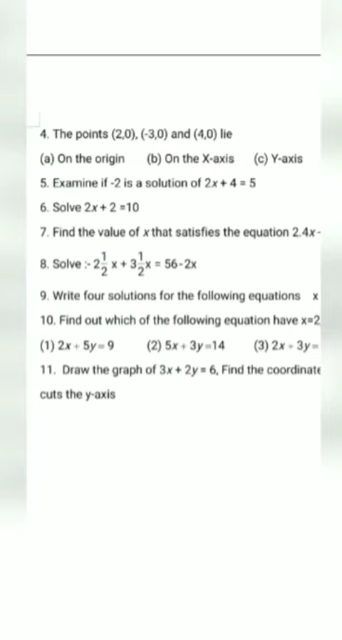 4. The points (2,0), (-3,0) and (4,0) lie
(a) On the origin (b) On the X-axis (c) Y-axis
5. Examine if -2 is a solution of 2x + 4 = 5
6. Solve 2x + 2 =10
7. Find the value of x that satisfies the equation 2.4x-
8. Solve :- 2 1/2 x + 3 1/2 x = 56-2x
9. Write four solutions for the following equations x
10. Find out which of the following equation have x=2
(1) 2x + 5y = 9 (2) 5x + 3y =14 (3) 2x - 3y =
11. Draw the graph of 3x + 2y = 6, Find the coordinate
cuts the y-axis